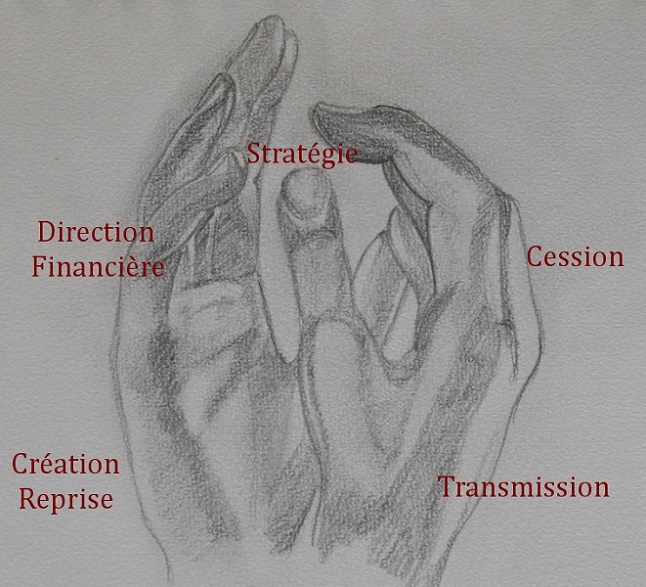 Stratégie
Direction
Financière
Cession
Création
Reprise
Transmission